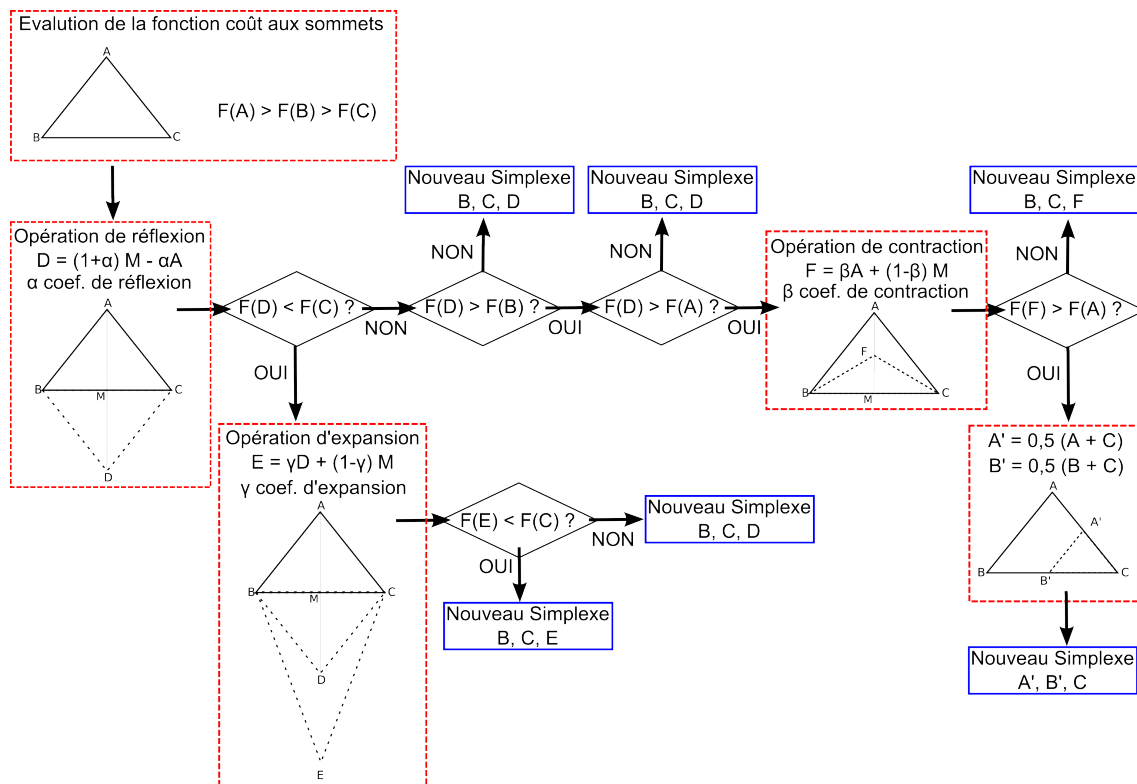 Evalution de la fonction coût aux sommets
A
B
C
F(A) > F(B) > F(C)
Opération de réflexion
D = (1+α) M - αA
α coef. de réflexion
A
B
M
C
D
F(D) < F(C) ?
NON
OUI
F(D) > F(B) ?
NON
OUI
Nouveau Simplexe
B, C, D
F(D) > F(A) ?
NON
OUI
Nouveau Simplexe
B, C, D
Opération de contraction
F = βA + (1-β) M
β coef. de contraction
A
F
B
M
C
F(F) > F(A) ?
NON
OUI
Nouveau Simplexe
B, C, F
A' = 0,5 (A + C)
B' = 0,5 (B + C)
A
A'
B
B'
C
Nouveau Simplexe
A', B', C
Opération d'expansion
E = γD + (1-γ) M
γ coef. d'expansion
A
B
M
C
D
E
F(E) < F(C) ?
NON
OUI
Nouveau Simplexe
B, C, D
Nouveau Simplexe
B, C, E